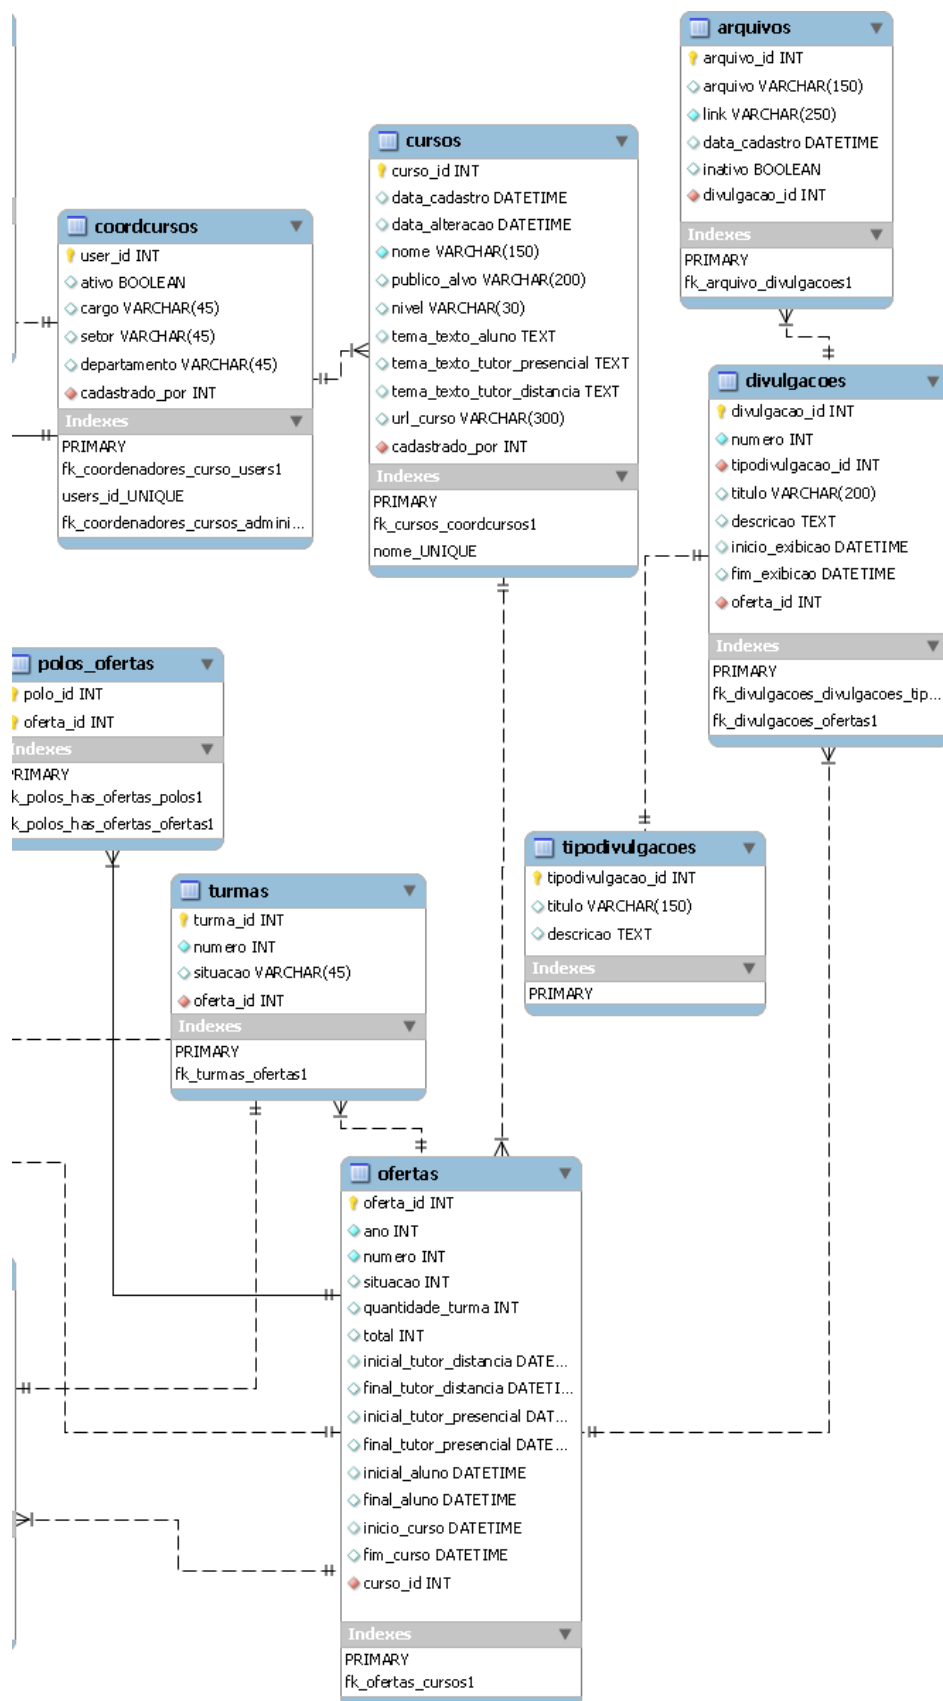 arquivos
arquivo_id INT
arquivo VARCHAR(150)
link VARCHAR(250)
data_cadastro DATETIME
inativo BOOLEAN
divulgacao_id INT
Indexes
PRIMARY
fk_arquivo_divulgacoes1
cursos
curso_id INT
data_cadastro DATETIME
data_alteracao DATETIME
nome VARCHAR(150)
publico_alvo VARCHAR(200)
nivel VARCHAR(30)
tema_texto_aluno TEXT
tema_texto_tutor_presencial TEXT
tema_texto_tutor_distancia TEXT
url_curso VARCHAR(300)
cadastrado_por INT
Indexes
PRIMARY
fk_cursos_coordcursos1
nome_UNIQUE
coordcursos
user_id INT
ativo BOOLEAN
cargo VARCHAR(45)
setor VARCHAR(45)
departamento VARCHAR(45)
cadastrado_por INT
Indexes
PRIMARY
fk_coordenadores_curso_users1
users_id_UNIQUE
fk_coordenadores_cursos_admini...
divulgacoes
divulgacao_id INT
numero INT
tipodivulgacao_id INT
titulo VARCHAR(200)
descricao TEXT
inicio_exibicao DATETIME
fim_exibicao DATETIME
oferta_id INT
Indexes
PRIMARY
fk_divulgacoes_divulgacoes_tip...
fk_divulgacoes_ofertas1
polos_ofertas
polo_id INT
oferta_id INT
Indexes
PRIMARY
k_polos_has_ofertas_polos1
k_polos_has_ofertas_ofertas1
tipodivulgacoes
tipodivulgacao_id INT
titulo VARCHAR(150)
descricao TEXT
Indexes
PRIMARY
turmas
turma_id INT
numero INT
situacao VARCHAR(45)
oferta_id INT
Indexes
PRIMARY
fk_turmas_ofertas1
ofertas
oferta_id INT
ano INT
numero INT
situacao INT
quantidade_turma INT
total INT
inicial_tutor_distancia DATE...
final_tutor_distancia DATETI...
inicial_tutor_presencial DAT...
final_tutor_presencial DATE...
inicial_aluno DATETIME
final_aluno DATETIME
inicio_curso DATETIME
fim_curso DATETIME
curso_id INT
Indexes
PRIMARY
fk_ofertas_cursos1